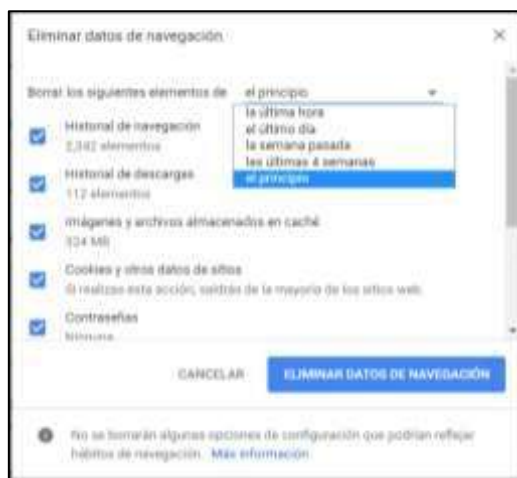 Eliminar datos de navegación
Borrar los siguientes elementos de el principio
la última hora
el último día
la semana pasada
las últimas 4 semanas
el principio
Historial de navegación
2,342 elementos
Historial de descargas
112 elementos
Imágenes y archivos almacenados en caché
324 MB
Cookies y otros datos de sitios
Si realizas esta acción, saldrás de la mayoría de los sitios web.
Contraseñas
Ninguna
CANCELAR ELIMINAR DATOS DE NAVEGACIÓN
No se borrarán algunas opciones de configuración que podrían reflejar
hábitos de navegación. Más información